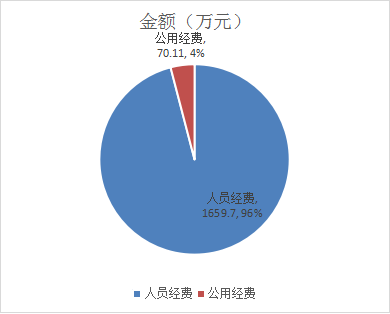 金额（万元）
公用经费,
70.11, 4%
人员经费,
1659.7, 96%
人员经费 公用经费